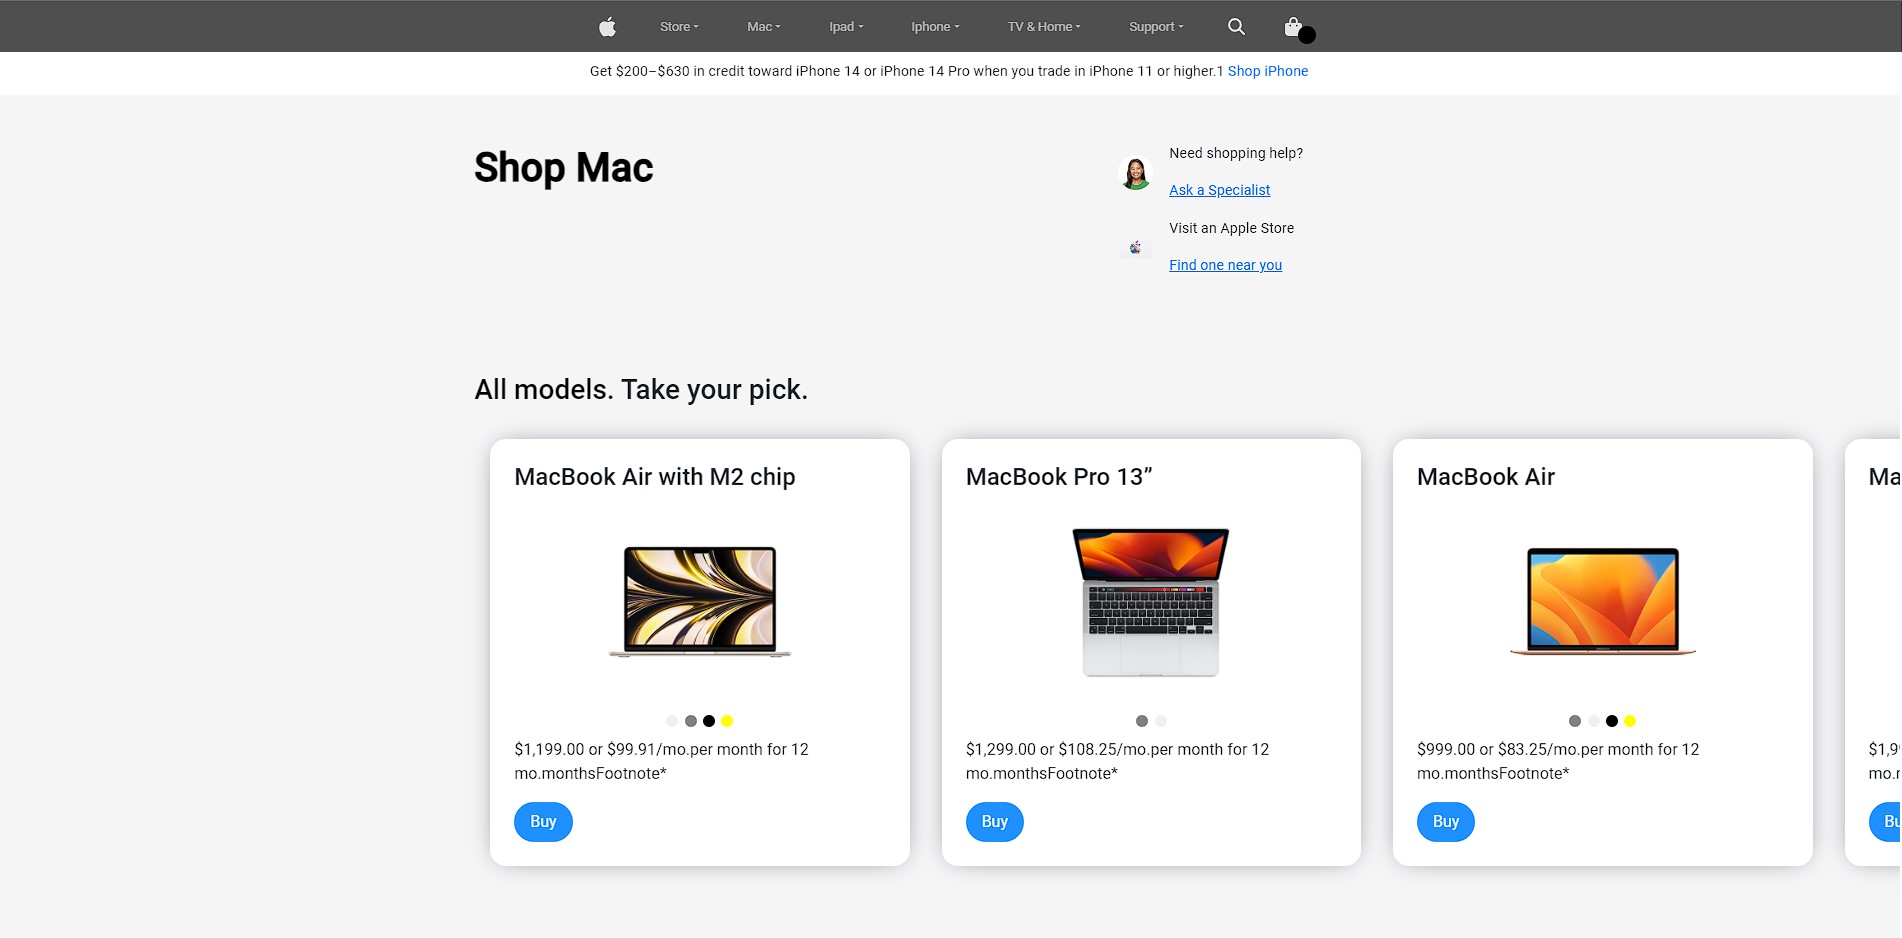 Store Mac Ipad Iphone TV & Home Support
Get $200–$630 in credit toward iPhone 14 or iPhone 14 Pro when you trade in iPhone 11 or higher.1 Shop iPhone
Shop Mac
Need shopping help?
Ask a Specialist
Visit an Apple Store
Find one near you
All models. Take your pick.
MacBook Air with M2 chip
$1,199.00 or $99.91/mo.per month for 12
mo.monthsFootnote*
Buy
MacBook Pro 13”
$1,299.00 or $108.25/mo.per month for 12
mo.monthsFootnote*
Buy
MacBook Air
$999.00 or $83.25/mo.per month for 12
mo.monthsFootnote*
Buy